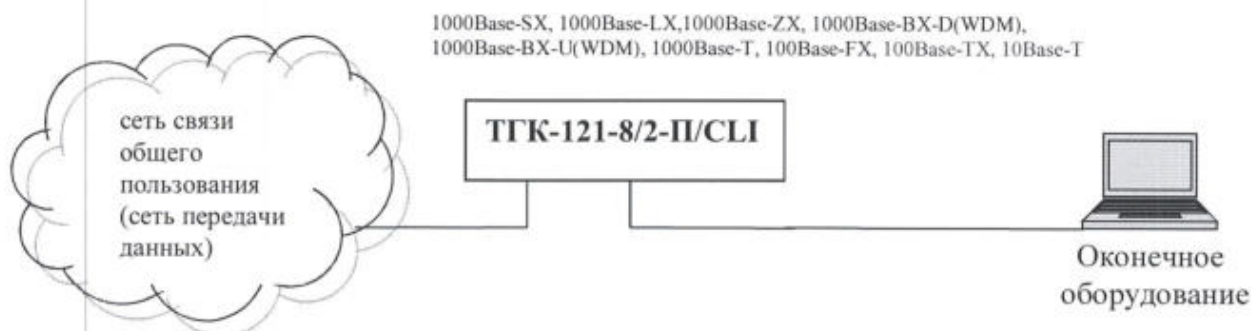 1000Base-SX, 1000Base-LX,1000Base-ZX, 1000Base-BX-D(WDM),
1000Base-BX-U(WDM), 1000Base-T, 100Base-FX, 100Base-TX, 10Base-T
сеть связи
общего
пользования
(сеть передачи
данных)
ТГК-121-8/2-П/CLI
Оконечное
оборудование